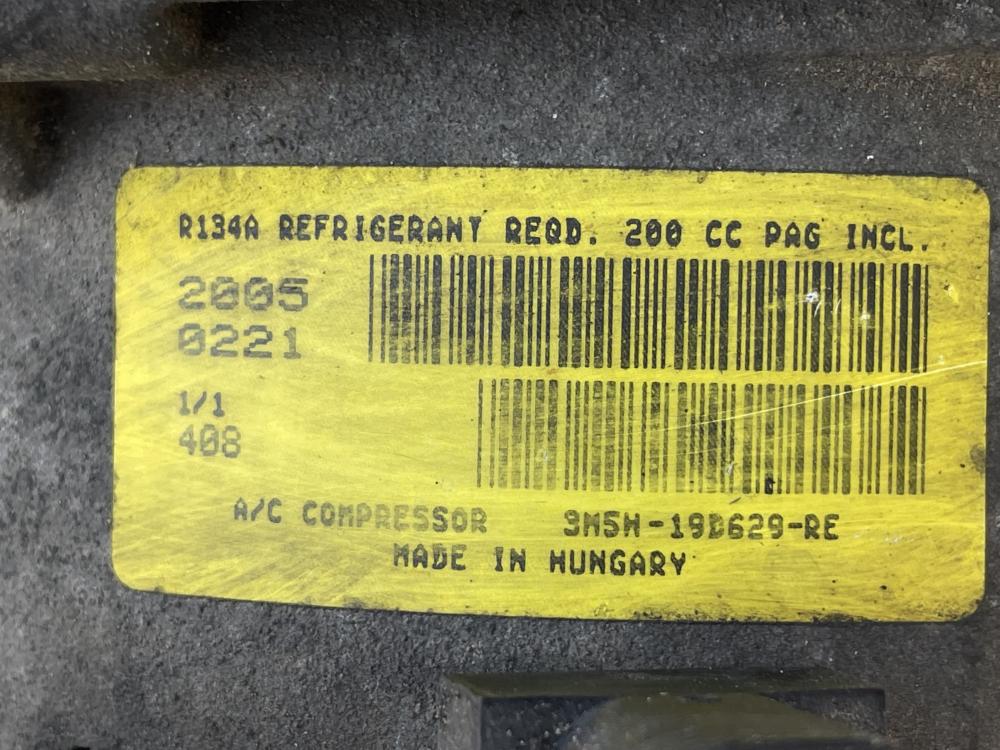 R134A REFRIGERANT REQD. 200 CC PAG INCL.
2005
0221
1/1
408
A/C COMPRESSOR 3M5H-19D629-RE
MADE IN HUNGARY